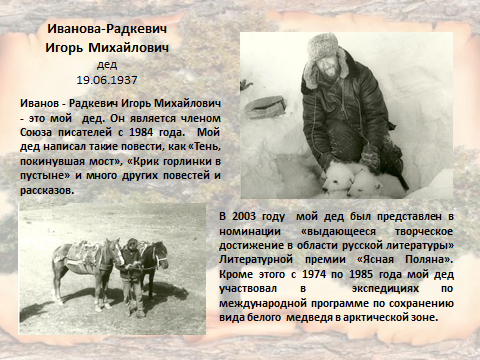 Иванова-Радкевич
Игорь Михайлович
дед
19.06.1937
Иванов - Радкевич Игорь Михайлович
- это мой дед. Он является членом
Союза писателей с 1984 года. Мой
дед написал такие повести, как «Тень,
покинувшая мост», «Крик горлинки в
пустыне» и много других повестей и
рассказов.
В 2003 году мой дед был представлен в
номинации «выдающееся творческое
достижение в области русской литературы»
Литературной премии «Ясная Поляна».
Кроме этого с 1974 по 1985 года мой дед
участвовал в экспедициях по
международной программе по сохранению
вида белого медведя в арктической зоне.